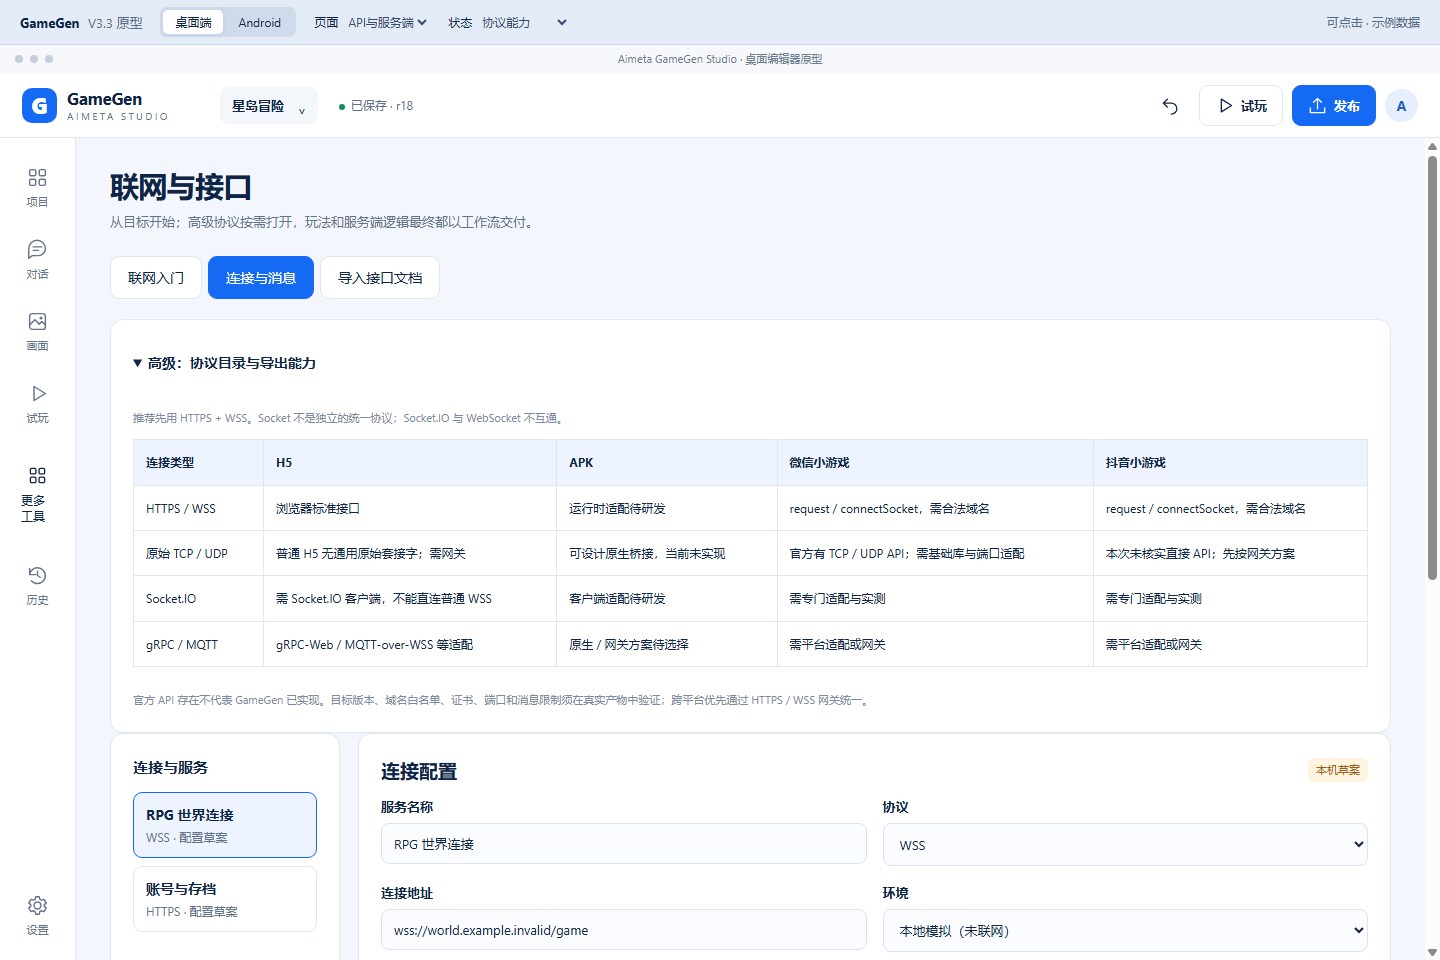 GameGen V3.3 原型 桌面端 Android 页面 API与服务端 状态 协议能力 可点击 · 示例数据
Aimeta GameGen Studio · 桌面编辑器原型
G GameGen 星岛冒险 已保存 · r18 试玩 发布 A
AIMETA STUDIO
项目
对话
画面
试玩
更多
工具
历史
设置
联网与接口
从目标开始；高级协议按需打开，玩法和服务端逻辑最终都以工作流交付。
联网入门 连接与消息 导入接口文档
高级：协议目录与导出能力
推荐先用 HTTPS + WSS。Socket 不是独立的统一协议；Socket.IO 与 WebSocket 不互通。
连接类型 H5 APK 微信小游戏 抖音小游戏
HTTPS / WSS 浏览器标准接口 运行时适配待研发 request / connectSocket，需合法域名 request / connectSocket，需合法域名
原始 TCP / UDP 普通 H5 无通用原始套接字；需网关 可设计原生桥接，当前未实现 官方有 TCP / UDP API；需基础库与端口适配 本次未核实直接 API；先按网关方案
Socket.IO 需 Socket.IO 客户端，不能直连普通 WSS 客户端适配待研发 需专门适配与实测 需专门适配与实测
gRPC / MQTT gRPC-Web / MQTT-over-WSS 等适配 原生 / 网关方案待选择 需平台适配或网关 需平台适配或网关
官方 API 存在不代表 GameGen 已实现。目标版本、域名白名单、证书、端口和消息限制须在真实产物中验证；跨平台优先通过 HTTPS / WSS 网关统一。
连接与服务
RPG 世界连接
WSS · 配置草案
账号与存档
HTTPS · 配置草案
连接配置 本机草案
服务名称 协议
RPG 世界连接 WSS
连接地址 环境
wss://world.example.invalid/game 本地模拟（未联网）